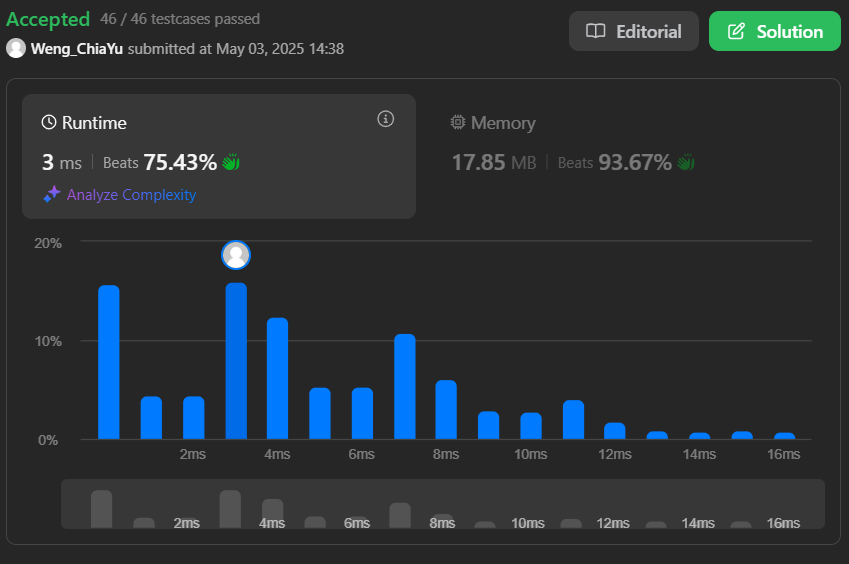 Accepted 46 / 46 testcases passed
Editorial
Solution
Weng_ChiaYu submitted at May 03, 2025 14:38
Runtime
3 ms | Beats 75.43%
Analyze Complexity
Memory
17.85 MB | Beats 93.67%
20%
10%
0%
2ms 4ms 6ms 8ms 10ms 12ms 14ms 16ms
2ms 4ms 6ms 8ms 10ms 12ms 14ms 16ms